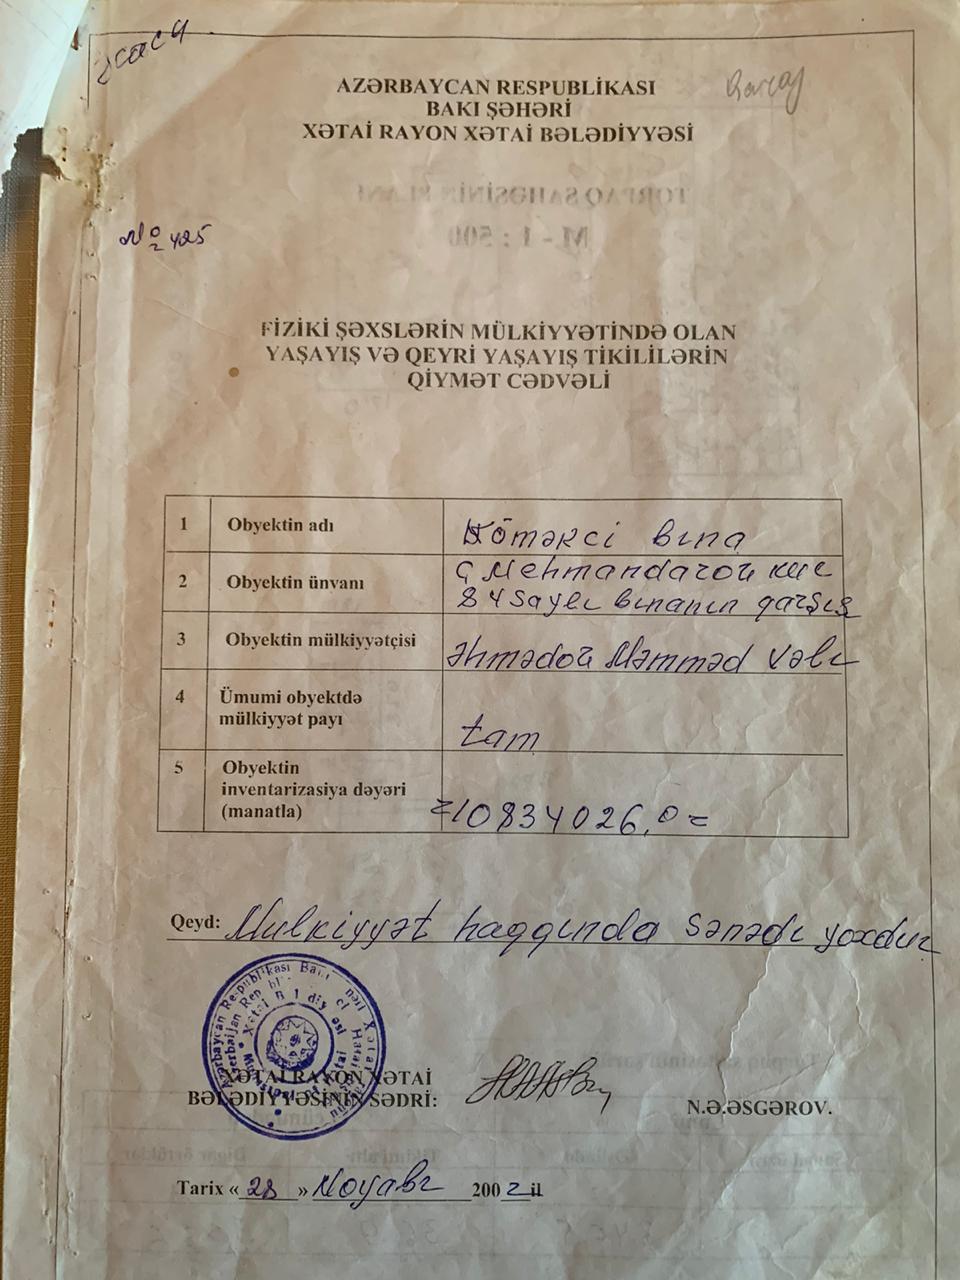 Qaraj
AZƏRBAYCAN RESPUBLİKASI
BAKI ŞƏHƏRİ
XƏTAİ RAYON XƏTAİ BƏLƏDİYYƏSİ
№ 425
FİZİKİ ŞƏXSLƏRİN MÜLKİYYƏTİNDƏ OLAN
YAŞAYIŞ VƏ QEYRİ YAŞAYIŞ TİKİLİLƏRİN
QİYMƏT CƏDVƏLİ
1 Obyektin adı Köməkci bına
2 Obyektin ünvanı Ç Mehmandarov küc
84 saylı bınanın qarşıs
3 Obyektin mülkiyyətçisi Əhmədov Məmməd Vəli
4 Ümumi obyektdə
mülkiyyət payı tam
5 Obyektin
inventarizasiya dəyəri
(manatla) =10834026,0=
Qeyd: Mulkiyyət haqqında sənədı yoxdur
XƏTAİ RAYON XƏTAİ
BƏLƏDİYYƏSİNİN SƏDRİ:
N.Ə.ƏSGƏROV.
Tarix «28» Noyabr 2002 il